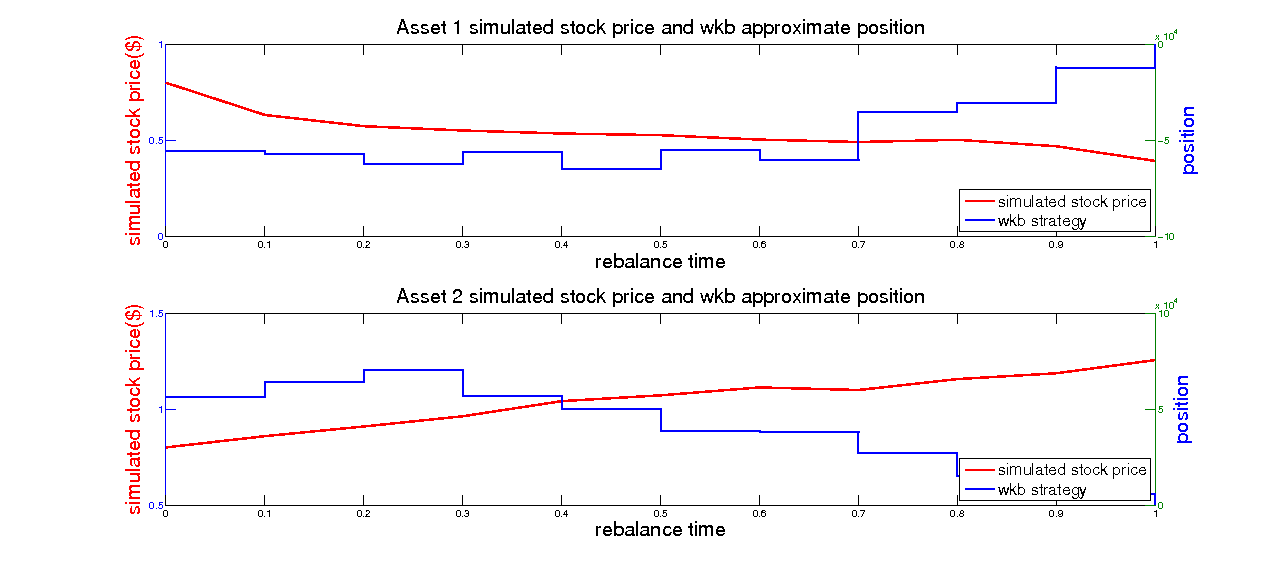 Asset 1 simulated stock price and wkb approximate position
x 10^4
simulated stock price($)
1
0.5
0
0
-5
-10
position
simulated stock price
wkb strategy
0 0.1 0.2 0.3 0.4 0.5 0.6 0.7 0.8 0.9 1
rebalance time
Asset 2 simulated stock price and wkb approximate position
x 10^4
simulated stock price($)
1.5
1
0.5
10
5
0
position
simulated stock price
wkb strategy
0 0.1 0.2 0.3 0.4 0.5 0.6 0.7 0.8 0.9 1
rebalance time